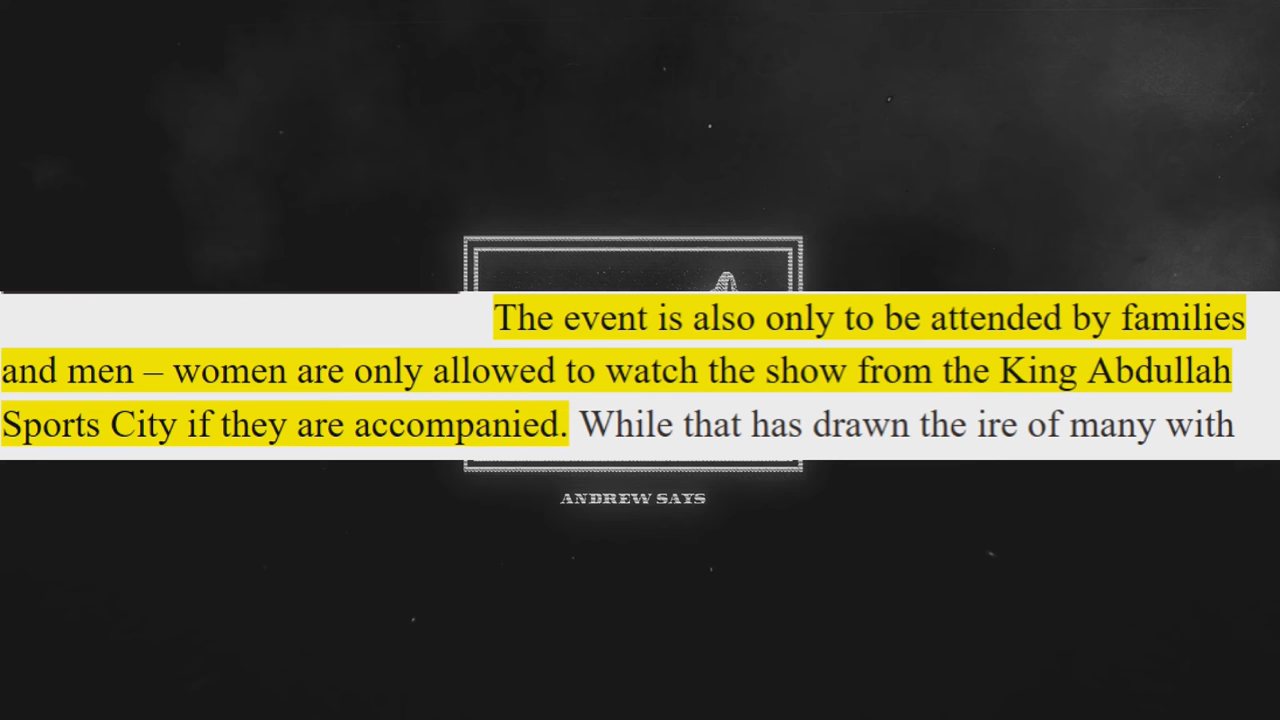 The event is also only to be attended by families
and men – women are only allowed to watch the show from the King Abdullah
Sports City if they are accompanied. While that has drawn the ire of many with
ANDREW SAYS